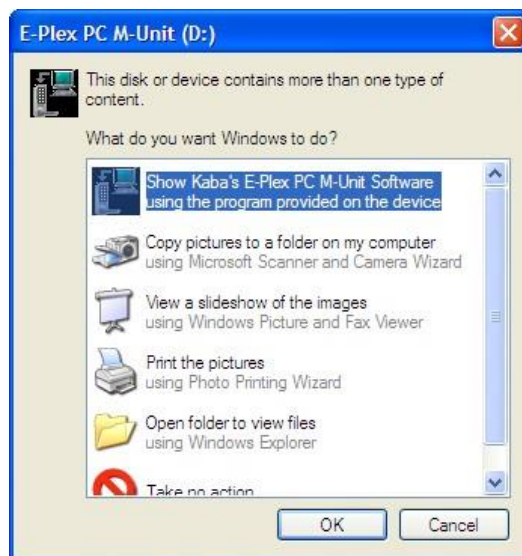 E-Plex PC M-Unit (D:)
This disk or device contains more than one type of
content.
What do you want Windows to do?
Show Kaba's E-Plex PC M-Unit Software
using the program provided on the device
Copy pictures to a folder on my computer
using Microsoft Scanner and Camera Wizard
View a slideshow of the images
using Windows Picture and Fax Viewer
Print the pictures
using Photo Printing Wizard
Open folder to view files
using Windows Explorer
Take no action
OK
Cancel